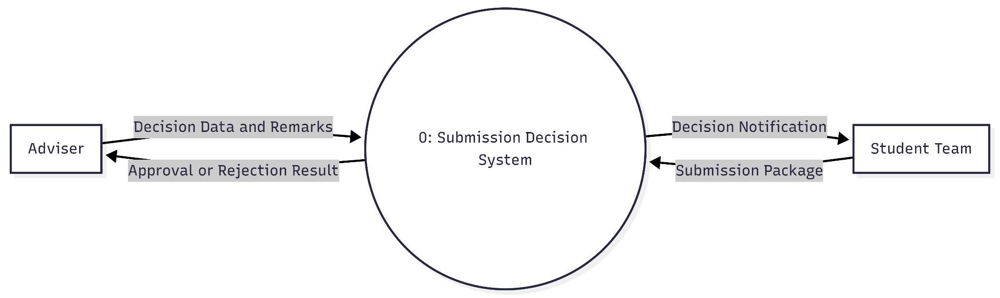 Adviser
Decision Data and Remarks
Approval or Rejection Result
0: Submission Decision
System
Decision Notification
Submission Package
Student Team